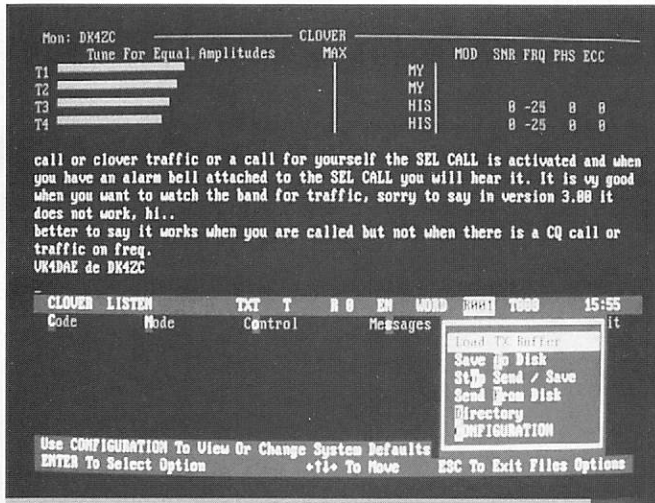 Mon: DK4ZC CLOVER
Tune For Equal Amplitudes MAX MOD SNR FRQ PHS ECC
T1 MY
T2 MY
T3 HIS 0 -25 0 0
T4 HIS 0 -25 0 0
call or clover traffic or a call for yourself the SEL CALL is activated and when
you have an alarm bell attached to the SEL CALL you will hear it. It is vy good
when you want to watch the band for traffic, sorry to say in version 3.00 it
does not work, hi..
better to say it works when you are called but not when there is a CQ call or
traffic on freq.
VK4DAE de DK4ZC
CLOVER LISTEN TXT T R 0 EN WORD R001 T000 15:55
Code Mode Control Messages it
Load TX Buffer
Save To Disk
Stop Send / Save
Send From Disk
Directory
CONFIGURATION
Use CONFIGURATION To View Or Change System Defaults
ENTER To Select Option ←↑↓→ To Move ESC To Exit Files Options